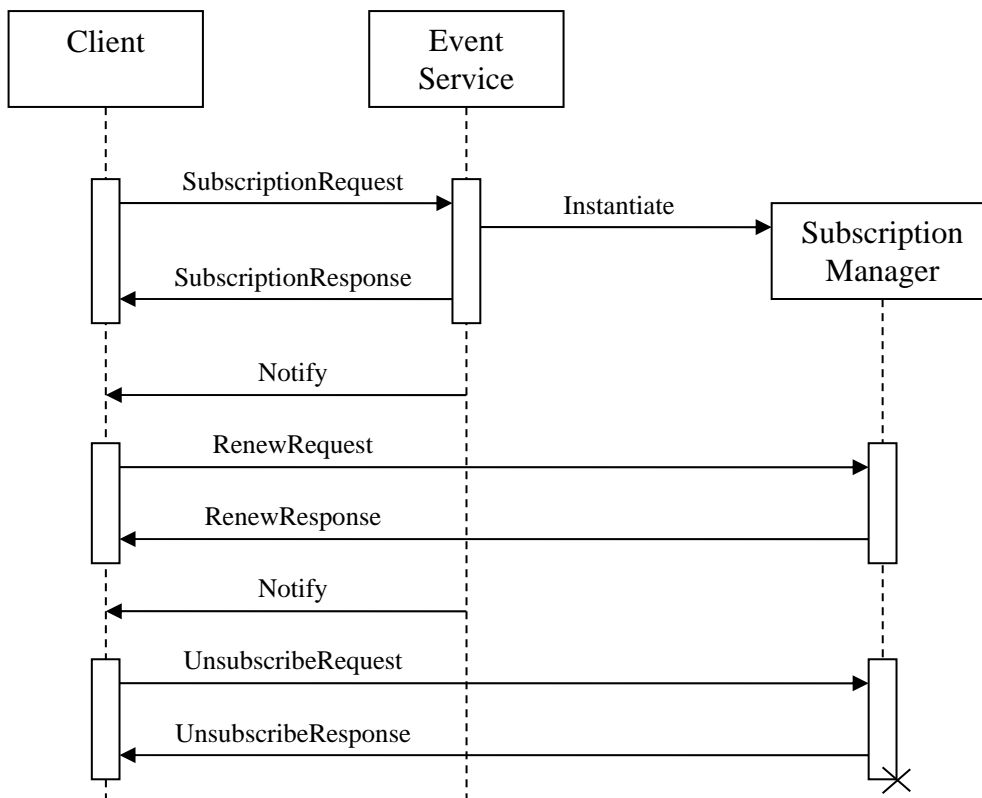 Client
Event
Service
SubscriptionRequest
Instantiate
Subscription
Manager
SubscriptionResponse
Notify
RenewRequest
RenewResponse
Notify
UnsubscribeRequest
UnsubscribeResponse